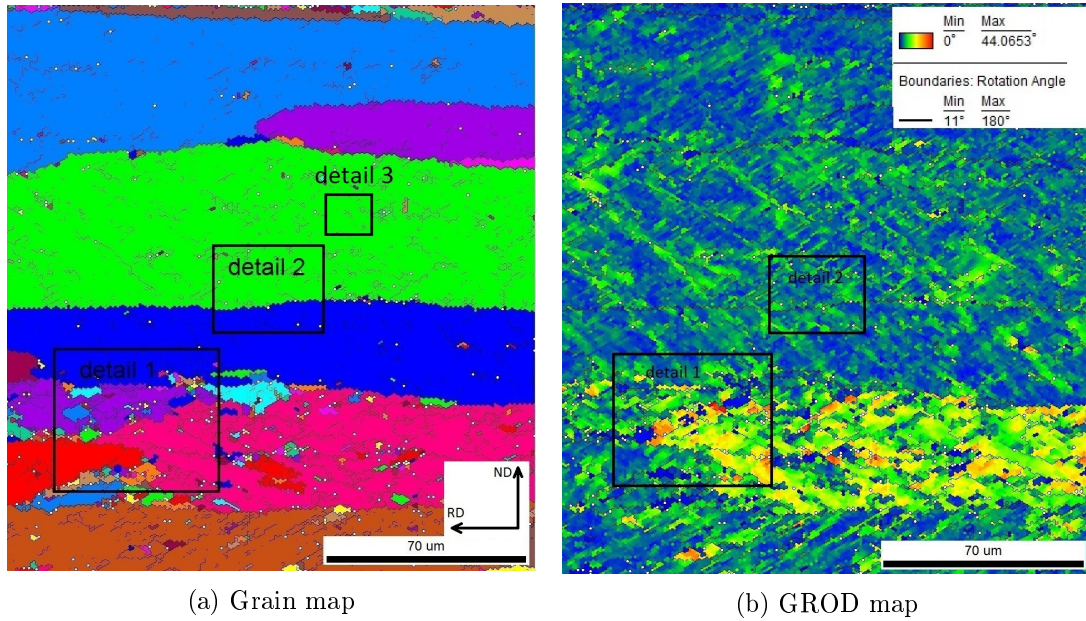 detail 3
detail 2
detail 1
ND
RD
70 um
(a) Grain map
Min Max
0° 44.0653°
Boundaries: Rotation Angle
Min Max
11° 180°
detail 2
detail 1
70 um
(b) GROD map